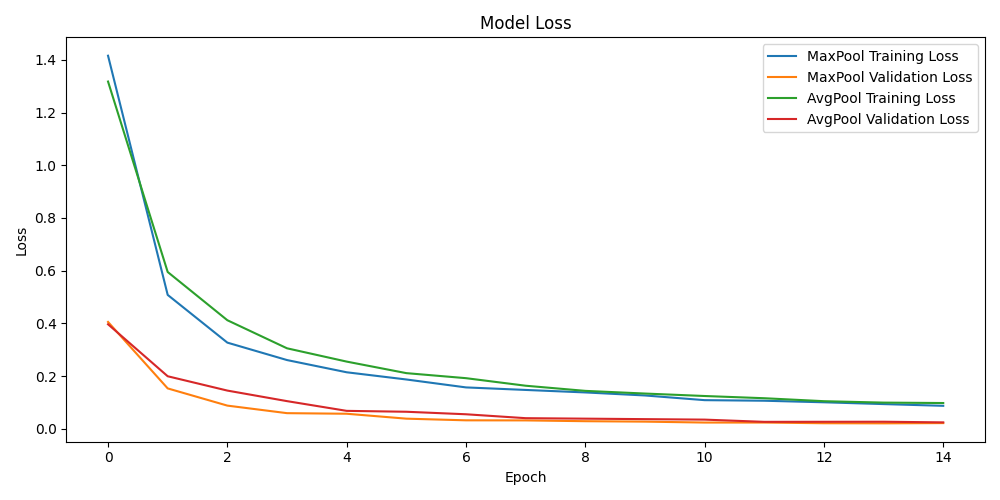 Model Loss
MaxPool Training Loss
MaxPool Validation Loss
AvgPool Training Loss
AvgPool Validation Loss
Loss
1.4
1.2
1.0
0.8
0.6
0.4
0.2
0.0
0 2 4 6 8 10 12 14
Epoch